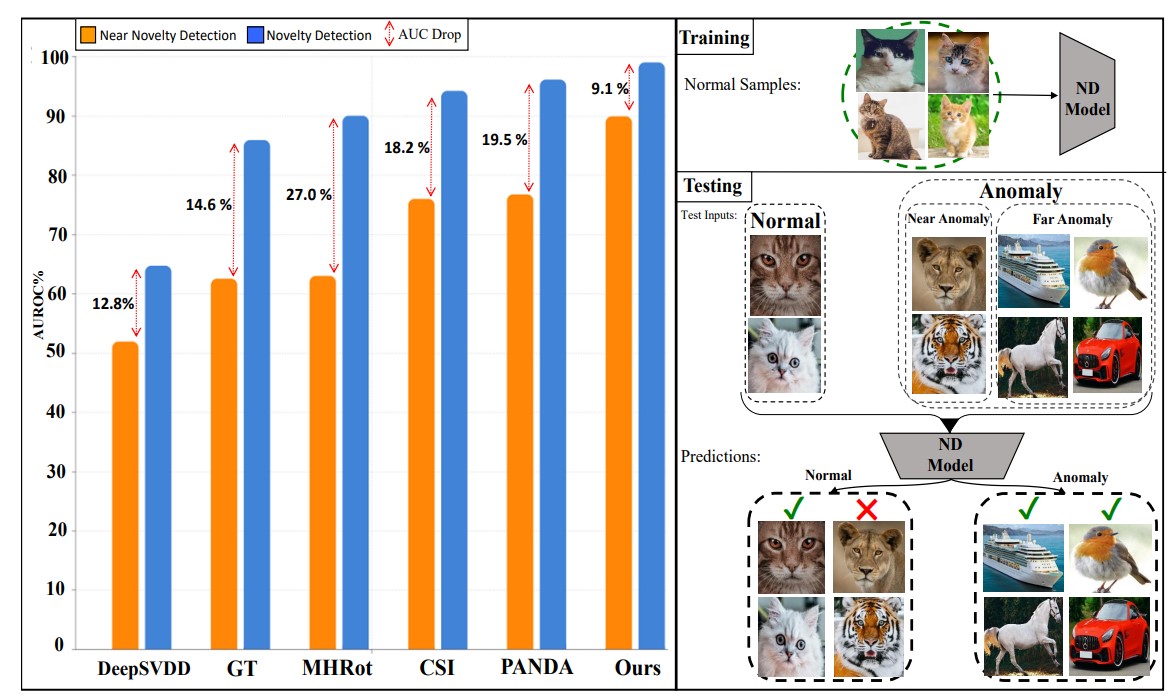 Near Novelty Detection Novelty Detection AUC Drop
AUROC%
100
90
80
70
60
50
40
30
20
10
0
12.8%
14.6 %
27.0 %
18.2 %
19.5 %
9.1 %
DeepSVDD GT MHRot CSI PANDA Ours
Training
Normal Samples:
ND
Model
Testing
Test Inputs:
Normal
Anomaly
Near Anomaly Far Anomaly
ND
Model
Predictions:
Normal Anomaly